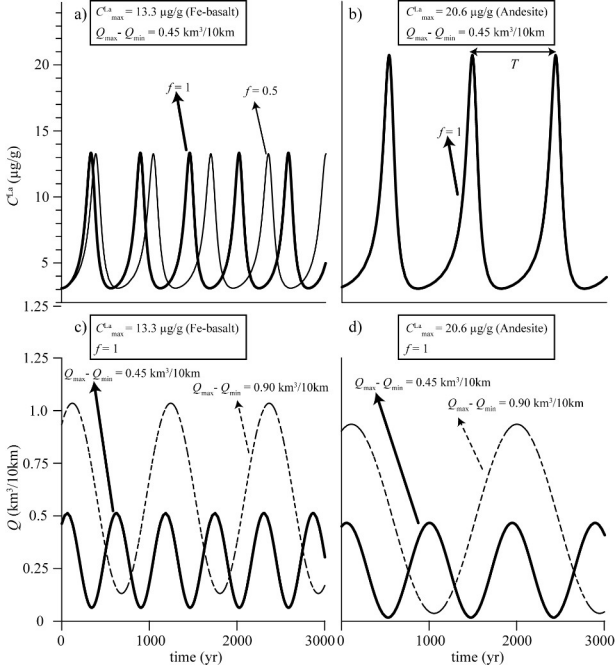 a)
C^La_max = 13.3 µg/g (Fe-basalt)
Q_max- Q_min = 0.45 km³/10km
b)
C^La_max = 20.6 µg/g (Andesite)
Q_max- Q_min = 0.45 km³/10km
20
15
10
5
1.25
C^La (µg/g)
f = 1
f = 0.5
T
f = 1
c)
C^La_max = 13.3 µg/g (Fe-basalt)
f = 1
d)
C^La_max = 20.6 µg/g (Andesite)
f = 1
1.25
1.0
0.75
0.5
0.25
0
Q (km³/10km)
Q_max- Q_min = 0.45 km³/10km
Q_max- Q_min = 0.90 km³/10km
Q_max- Q_min = 0.45 km³/10km
Q_max- Q_min = 0.90 km³/10km
0
1000
2000
3000
0
1000
2000
3000
time (yr)
time (yr)